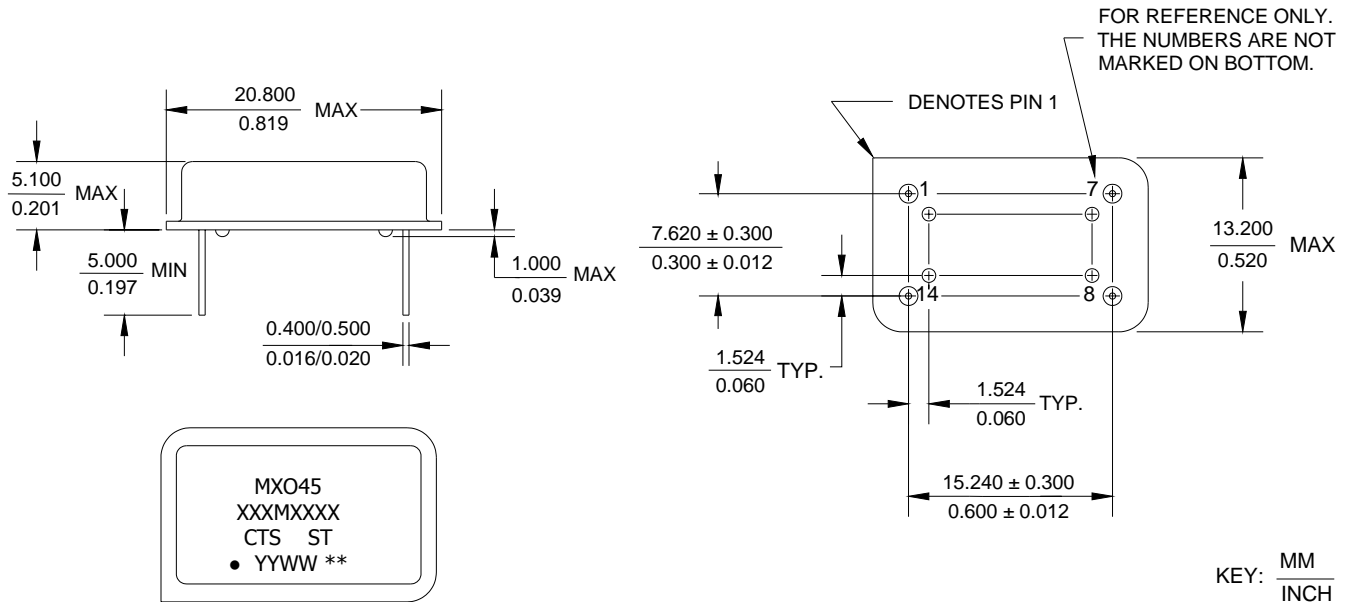 20.800
0.819
MAX
5.100
0.201
MAX
5.000
0.197
MIN
1.000
0.039
MAX
0.400/0.500
0.016/0.020
MXO45
XXXMXXXX
CTS ST
● YYWW **
FOR REFERENCE ONLY.
THE NUMBERS ARE NOT
MARKED ON BOTTOM.
DENOTES PIN 1
1
7
14
8
7.620 ± 0.300
0.300 ± 0.012
13.200
0.520
MAX
1.524
0.060
TYP.
1.524
0.060
TYP.
15.240 ± 0.300
0.600 ± 0.012
KEY: MM
INCH